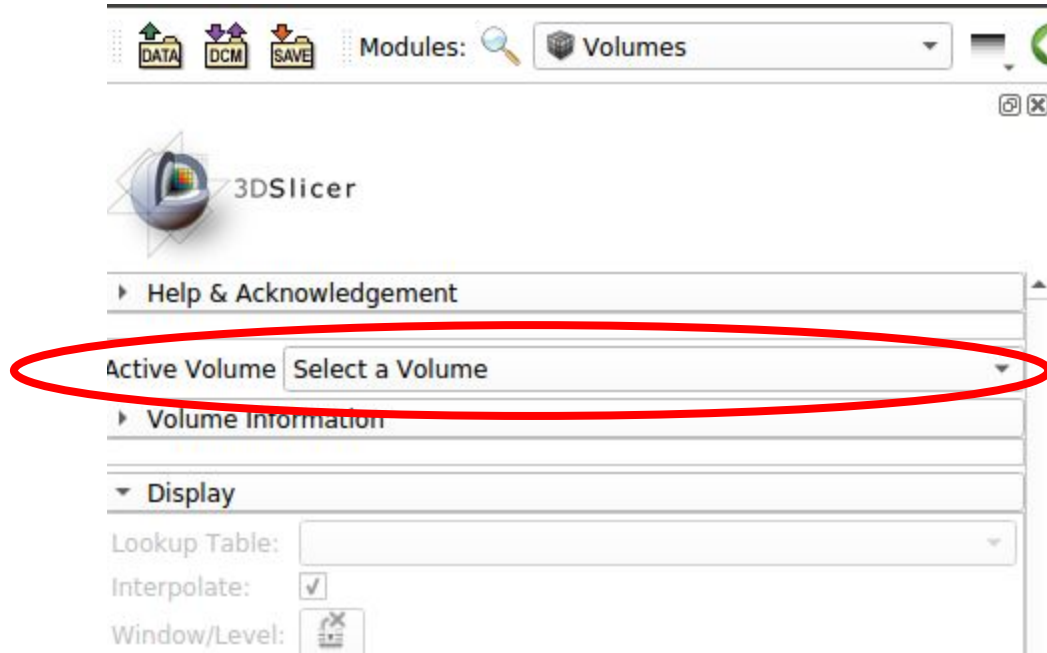 DATA DCM SAVE Modules: Volumes
3DSlicer
Help & Acknowledgement
Active Volume Select a Volume
Volume Information
Display
Lookup Table:
Interpolate:
Window/Level: